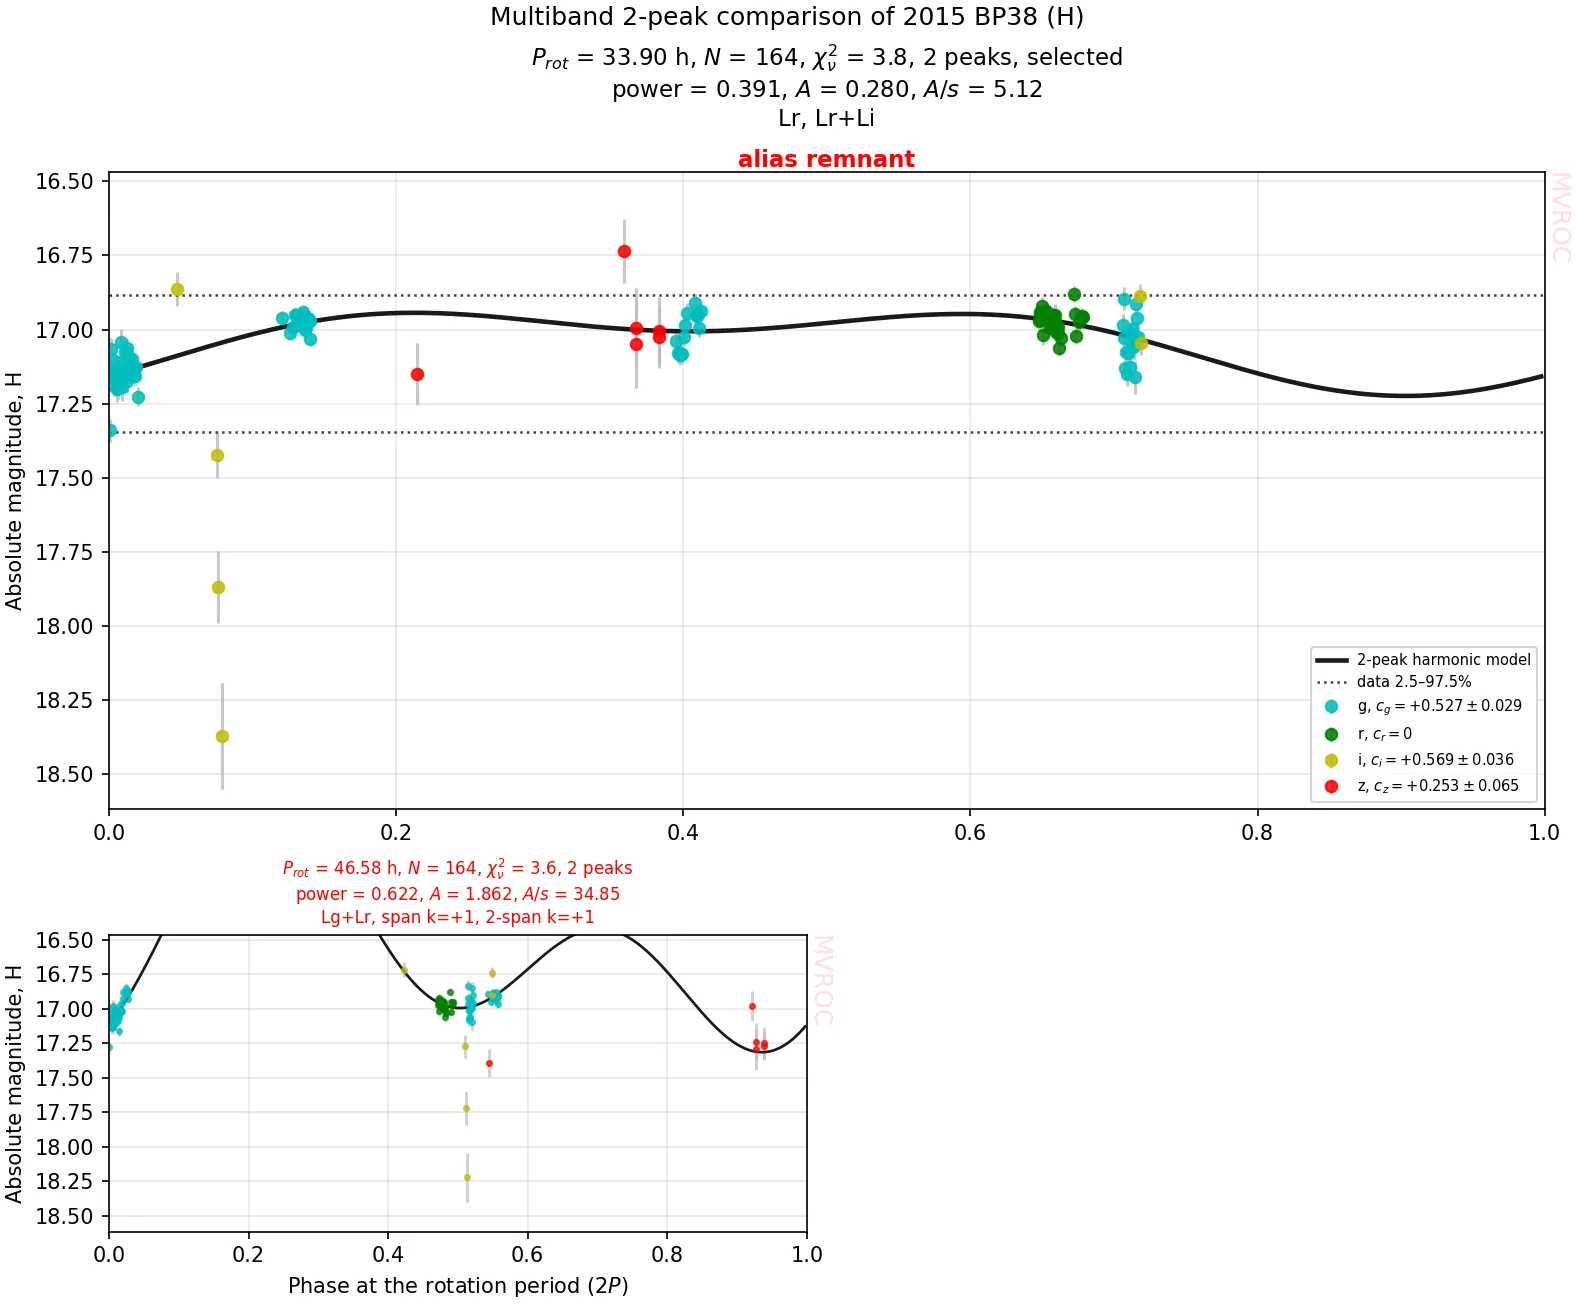 Multiband 2-peak comparison of 2015 BP38 (H)
P_rot = 33.90 h, N = 164, χ²_ν = 3.8, 2 peaks, selected
power = 0.391, A = 0.280, A/s = 5.12
Lr, Lr+Li
alias remnant
MVROC
Absolute magnitude, H
16.50
16.75
17.00
17.25
17.50
17.75
18.00
18.25
18.50
2-peak harmonic model
data 2.5–97.5%
g, c_g = +0.527 ± 0.029
r, c_r = 0
i, c_i = +0.569 ± 0.036
z, c_z = +0.253 ± 0.065
0.0 0.2 0.4 0.6 0.8 1.0
P_rot = 46.58 h, N = 164, χ²_ν = 3.6, 2 peaks
power = 0.622, A = 1.862, A/s = 34.85
Lg+Lr, span k=+1, 2-span k=+1
MVROC
Absolute magnitude, H
16.50
16.75
17.00
17.25
17.50
17.75
18.00
18.25
18.50
0.0 0.2 0.4 0.6 0.8 1.0
Phase at the rotation period (2P)